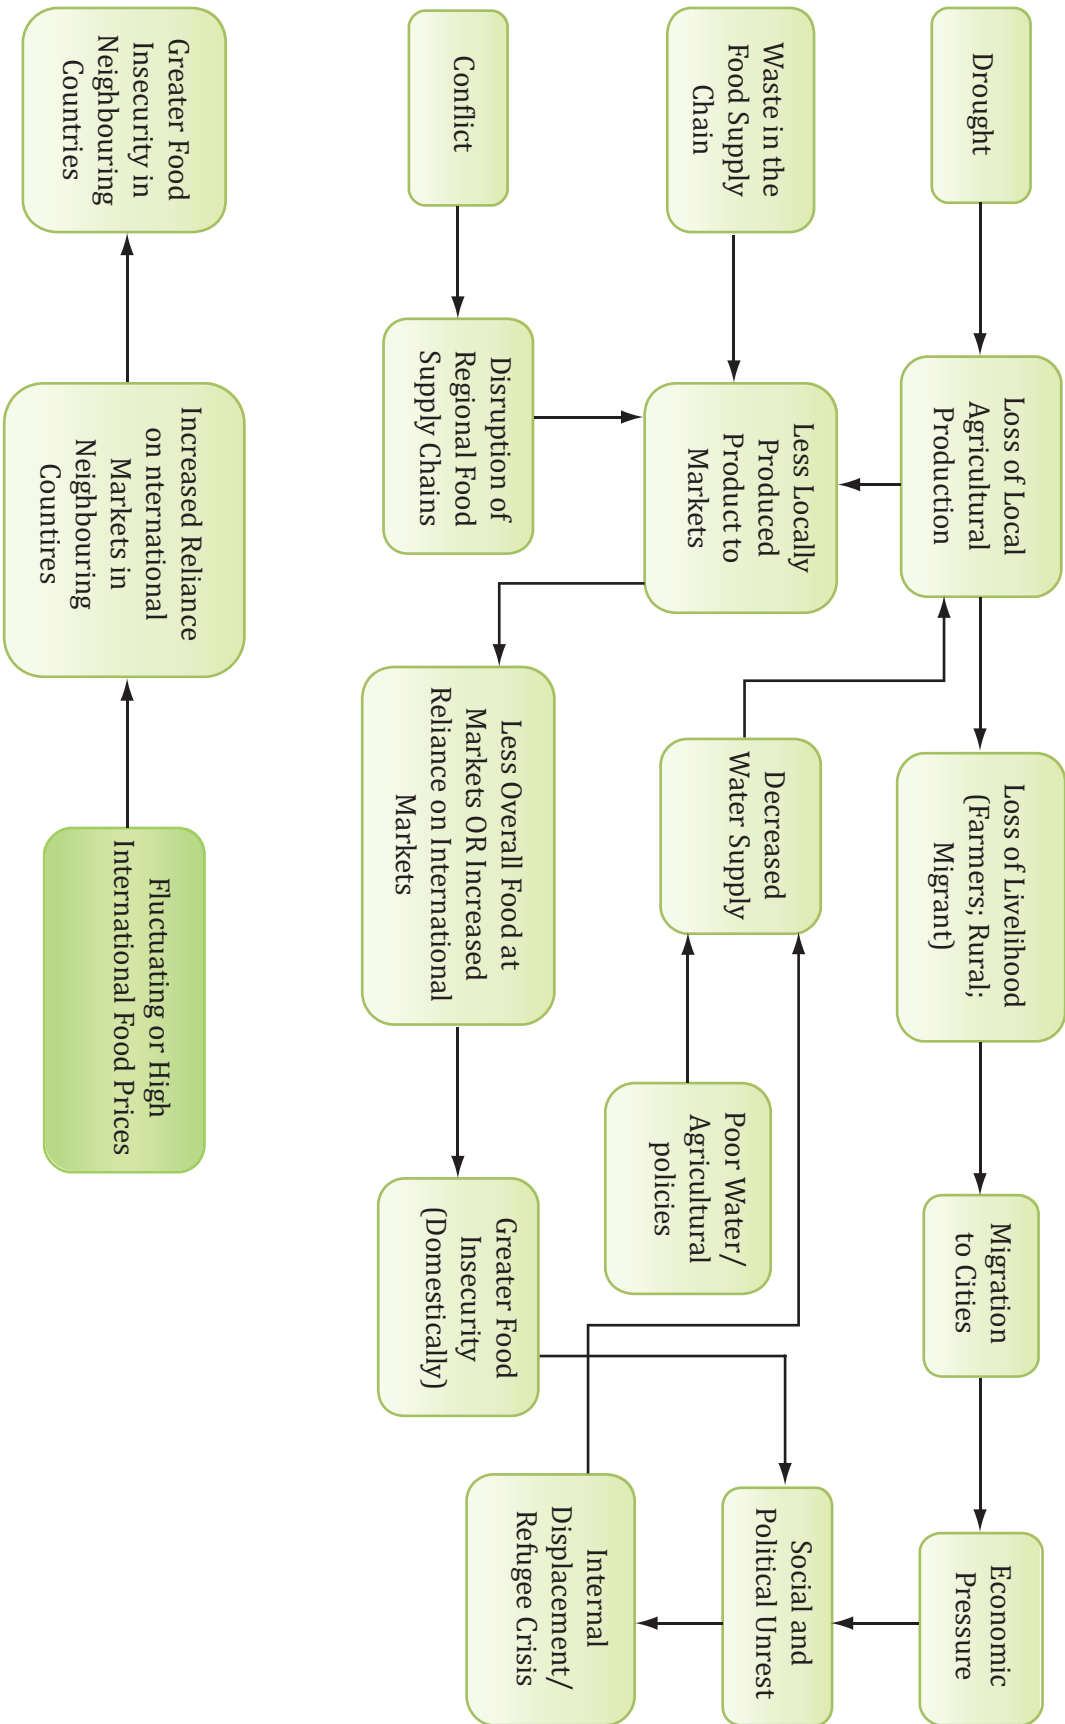 Drought
Loss of Local
Agricultural
Production
Loss of Livelihood
(Farmers; Rural;
Migrant)
Migration
to Cities
Economic
Pressure
Waste in the
Food Supply
Chain
Less Locally
Produced
Product to
Markets
Decreased
Water Supply
Poor Water/
Agricultural
policies
Social and
Political Unrest
Conflict
Disruption of
Regional Food
Supply Chains
Less Overall Food at
Markets OR Increased
Reliance on International
Markets
Greater Food
Insecurity
(Domestically)
Internal
Displacement/
Refugee Crisis
Greater Food
Insecurity in
Neighbouring
Countries
Increased Reliance
on nternational
Markets in
Neighbouring
Countires
Fluctuating or High
International Food Prices